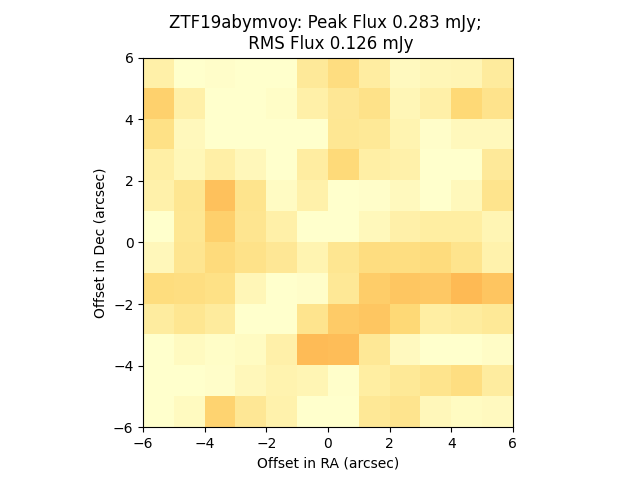 ZTF19abymvoy: Peak Flux 0.283 mJy;
RMS Flux 0.126 mJy
6
4
2
0
−2
−4
−6
Offset in Dec (arcsec)
−6 −4 −2 0 2 4 6
Offset in RA (arcsec)